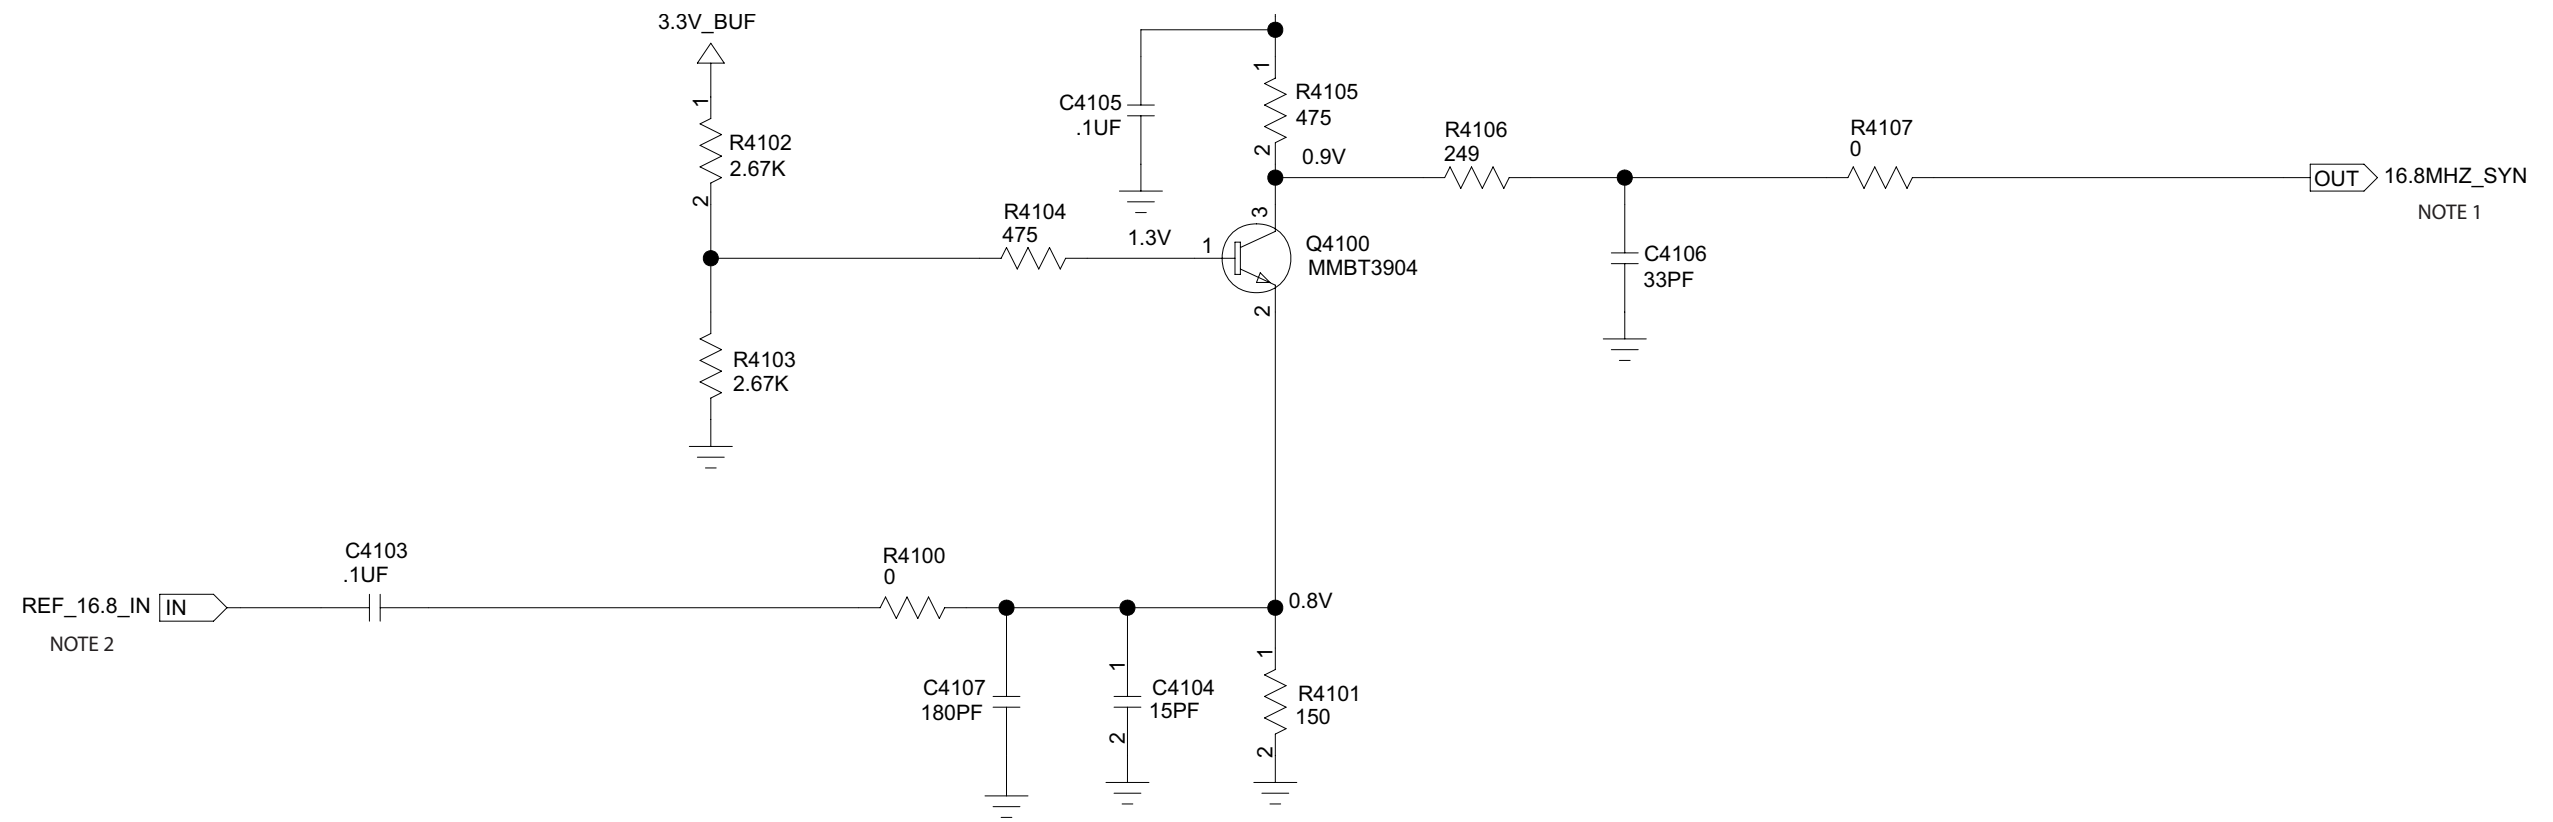 3.3V_BUF
1
R4102
2.67K
2
R4103
2.67K
C4105
.1UF
1
R4105
475
2
0.9V
R4106
249
R4107
0
OUT 16.8MHZ_SYN
NOTE 1
R4104
475
1.3V
1
3
Q4100
MMBT3904
2
C4106
33PF
C4103
.1UF
R4100
0
REF_16.8_IN IN
NOTE 2
0.8V
C4107
180PF
1
C4104
15PF
2
1
R4101
150
2